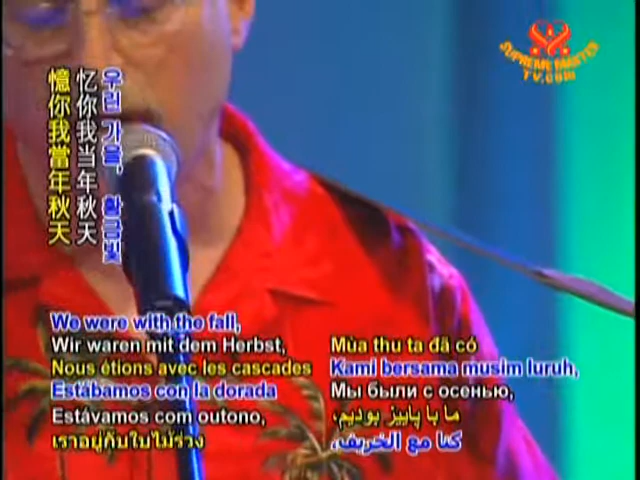 SUPREME MASTER
TV.COM
憶你我當年秋天
忆你我当年秋天
우린 가을, 황금빛
We were with the fall,
Wir waren mit dem Herbst,
Nous étions avec les cascades
Estábamos con la dorada
Estávamos com outono,
เราอยู่กับใบไม้ร่วง
Mùa thu ta đã có
Kami bersama musim luruh,
Мы были с осенью,
ما با پاییز بودیم،
كنا مع الخريف،